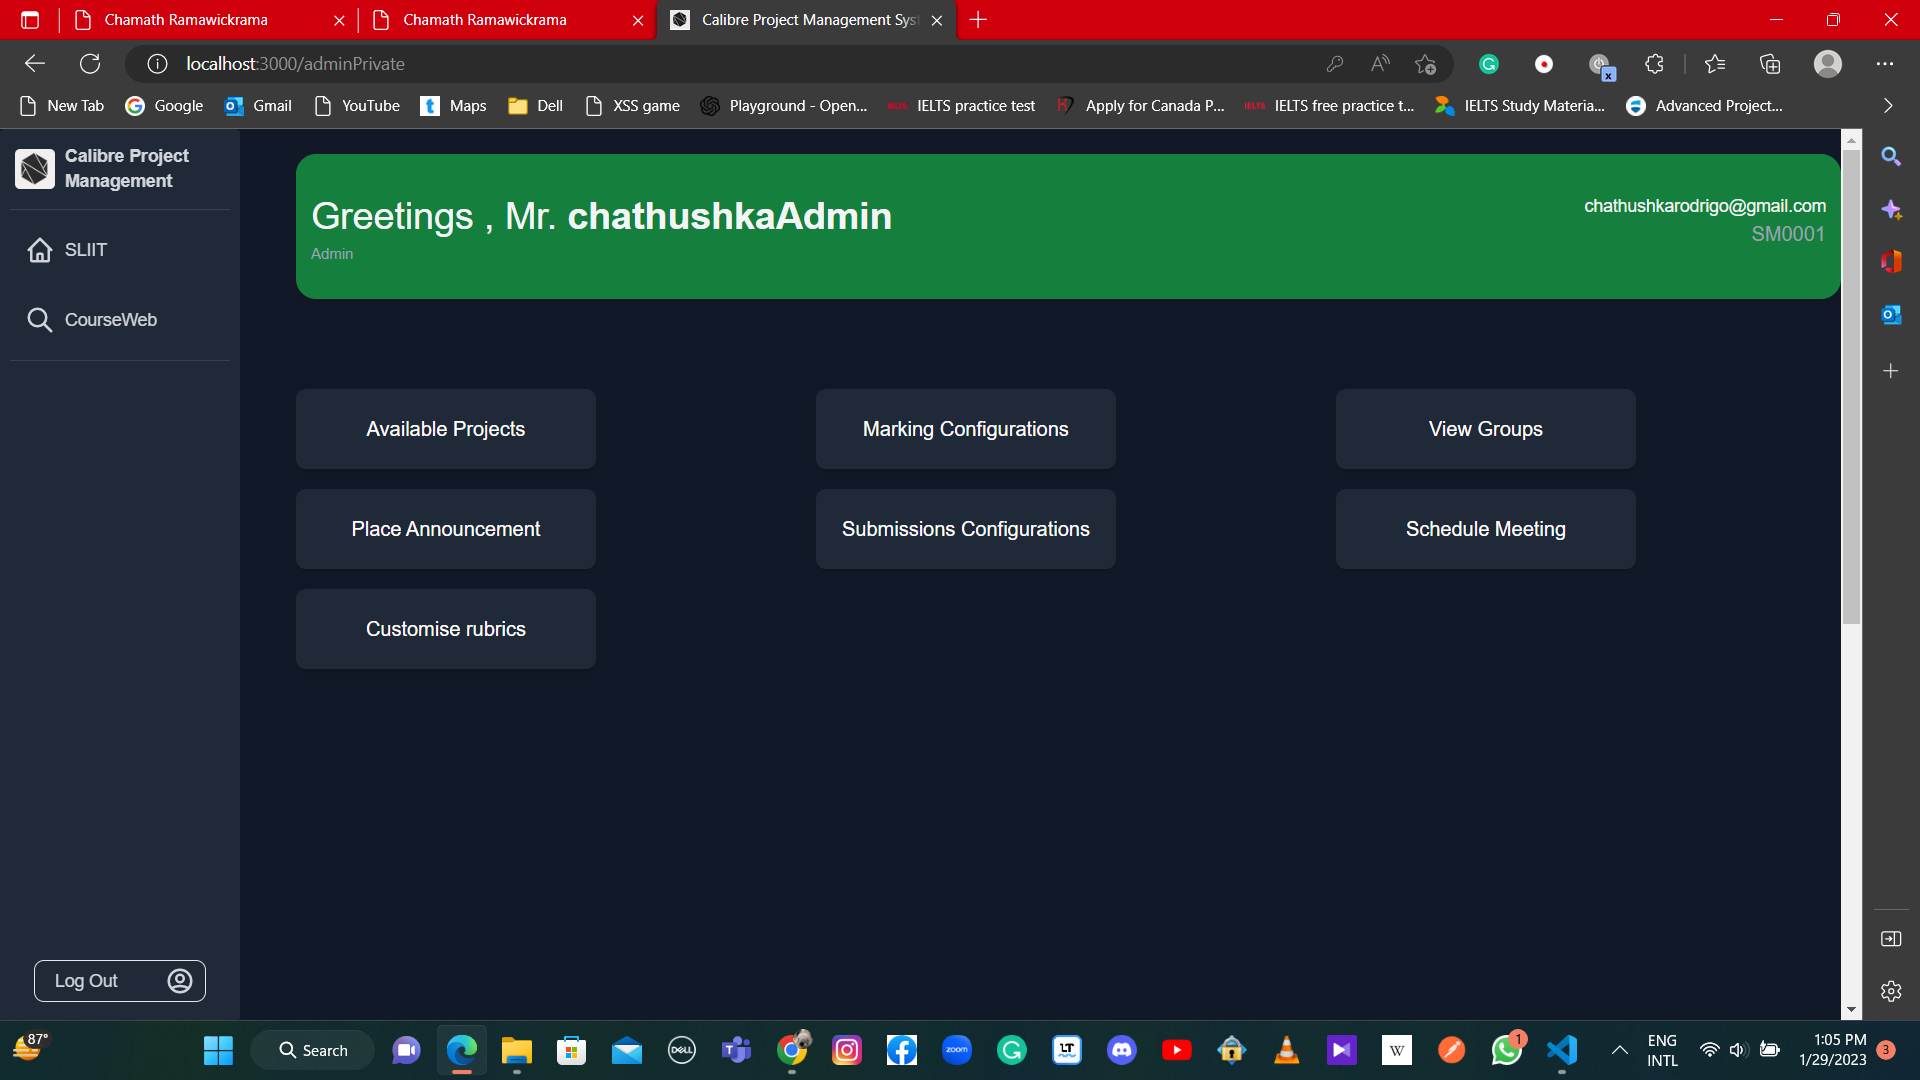 Chamath Ramawickrama
Chamath Ramawickrama
Calibre Project Management Syst
localhost:3000/adminPrivate
New Tab
Google
Gmail
YouTube
Maps
Dell
XSS game
Playground - Open...
IELTS practice test
Apply for Canada P...
IELTS free practice t...
IELTS Study Materia...
Advanced Project...
Calibre Project
Management
SLIIT
CourseWeb
Log Out
Greetings , Mr. chathushkaAdmin
Admin
chathushkarodrigo@gmail.com
SM0001
Available Projects
Marking Configurations
View Groups
Place Announcement
Submissions Configurations
Schedule Meeting
Customise rubrics
87°
Search
DELL
zoom
LT
W
1
ENG
INTL
1:05 PM
1/29/2023
3